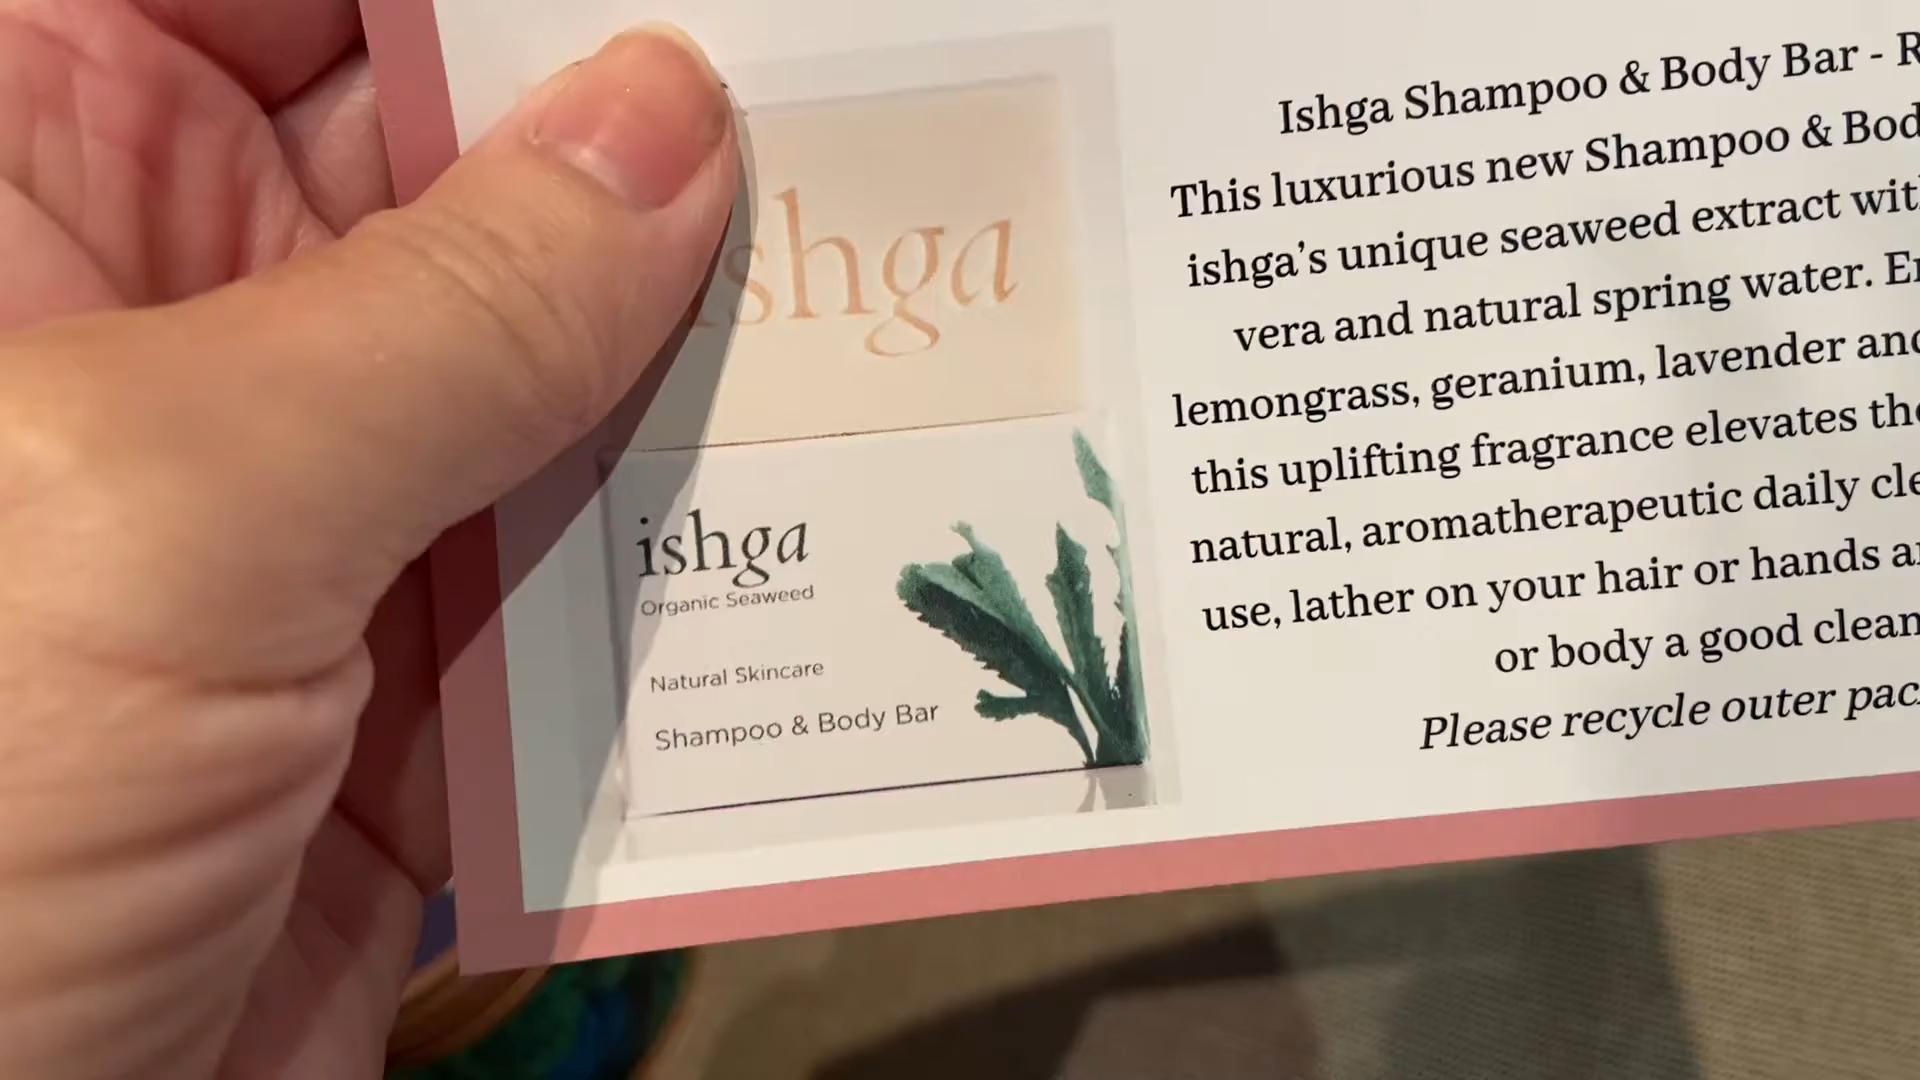 shga
ishga
Organic Seaweed
Natural Skincare
Shampoo & Body Bar
Ishga Shampoo & Body Bar -
This luxurious new Shampoo &
ishga's unique seaweed extract
vera and natural spring water.
lemongrass, geranium, lavender
this uplifting fragrance elevates
natural, aromatherapeutic daily
use, lather on your hair or hands
or body a good
Please recycle outer